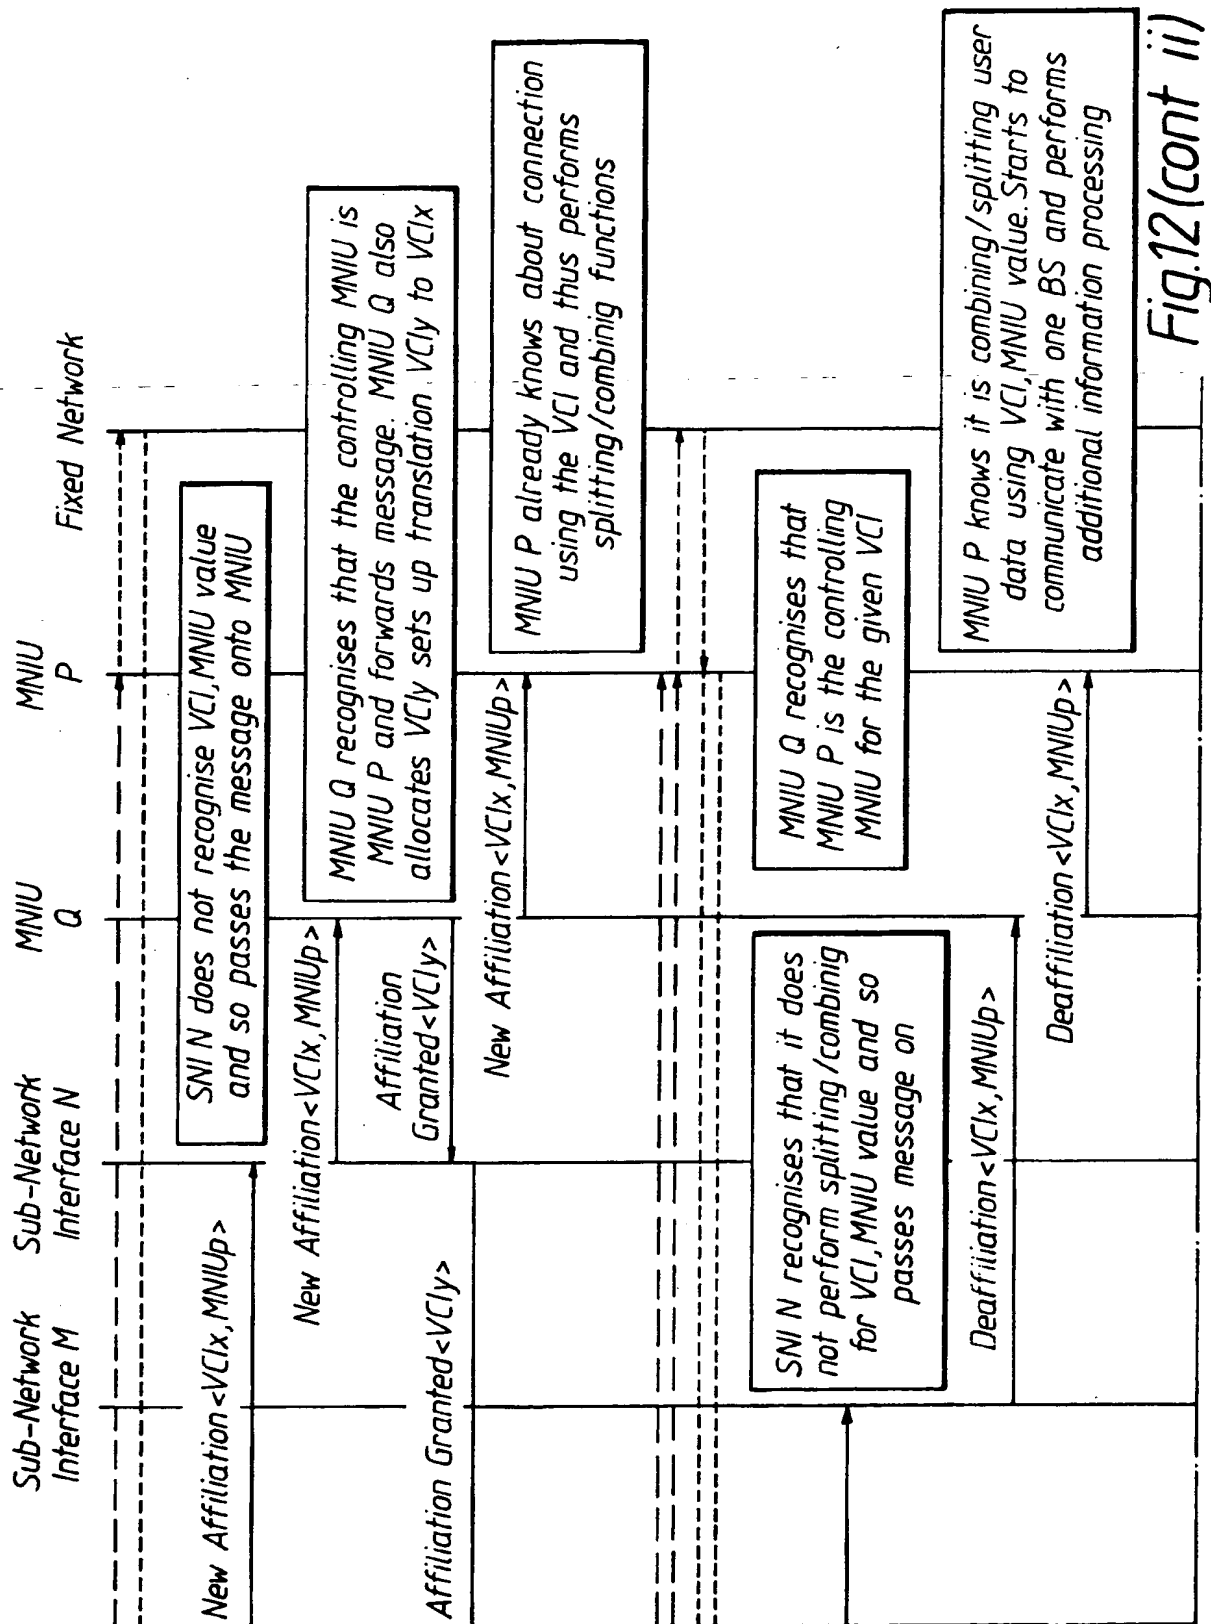 Sub-Network
Interface M
Sub-Network
Interface N
MNIU
Q
MNIU
P
Fixed Network
SNI N does not recognise VCI,MNIU value
and so passes the message onto MNIU
New Affiliation<VCIx,MNIUp>
New Affiliation<VCIx,MNIUp>
MNIU Q recognises that the controlling MNIU is
MNIU P and forwards message. MNIU Q also
allocates VCIy sets up translation VCIy to VCIx
Affiliation
Granted<VCIy>
Affiliation Granted<VCIy>
New Affiliation<VCIx,MNIUp>
MNIU P already knows about connection
using the VCI and thus performs
splitting/combinig functions
SNI N recognises that it does
not perform splitting/combining
for VCI,MNIU value and so
passes message on
MNIU Q recognises that
MNIU P is the controlling
MNIU for the given VCI
Deaffiliation<VCIx,MNIUp>
Deaffiliation<VCIx,MNIUp>
MNIU P knows it is combining/splitting user
data using VCI,MNIU value.Starts to
communicate with one BS and performs
additional information processing
Fig.12(cont ii)